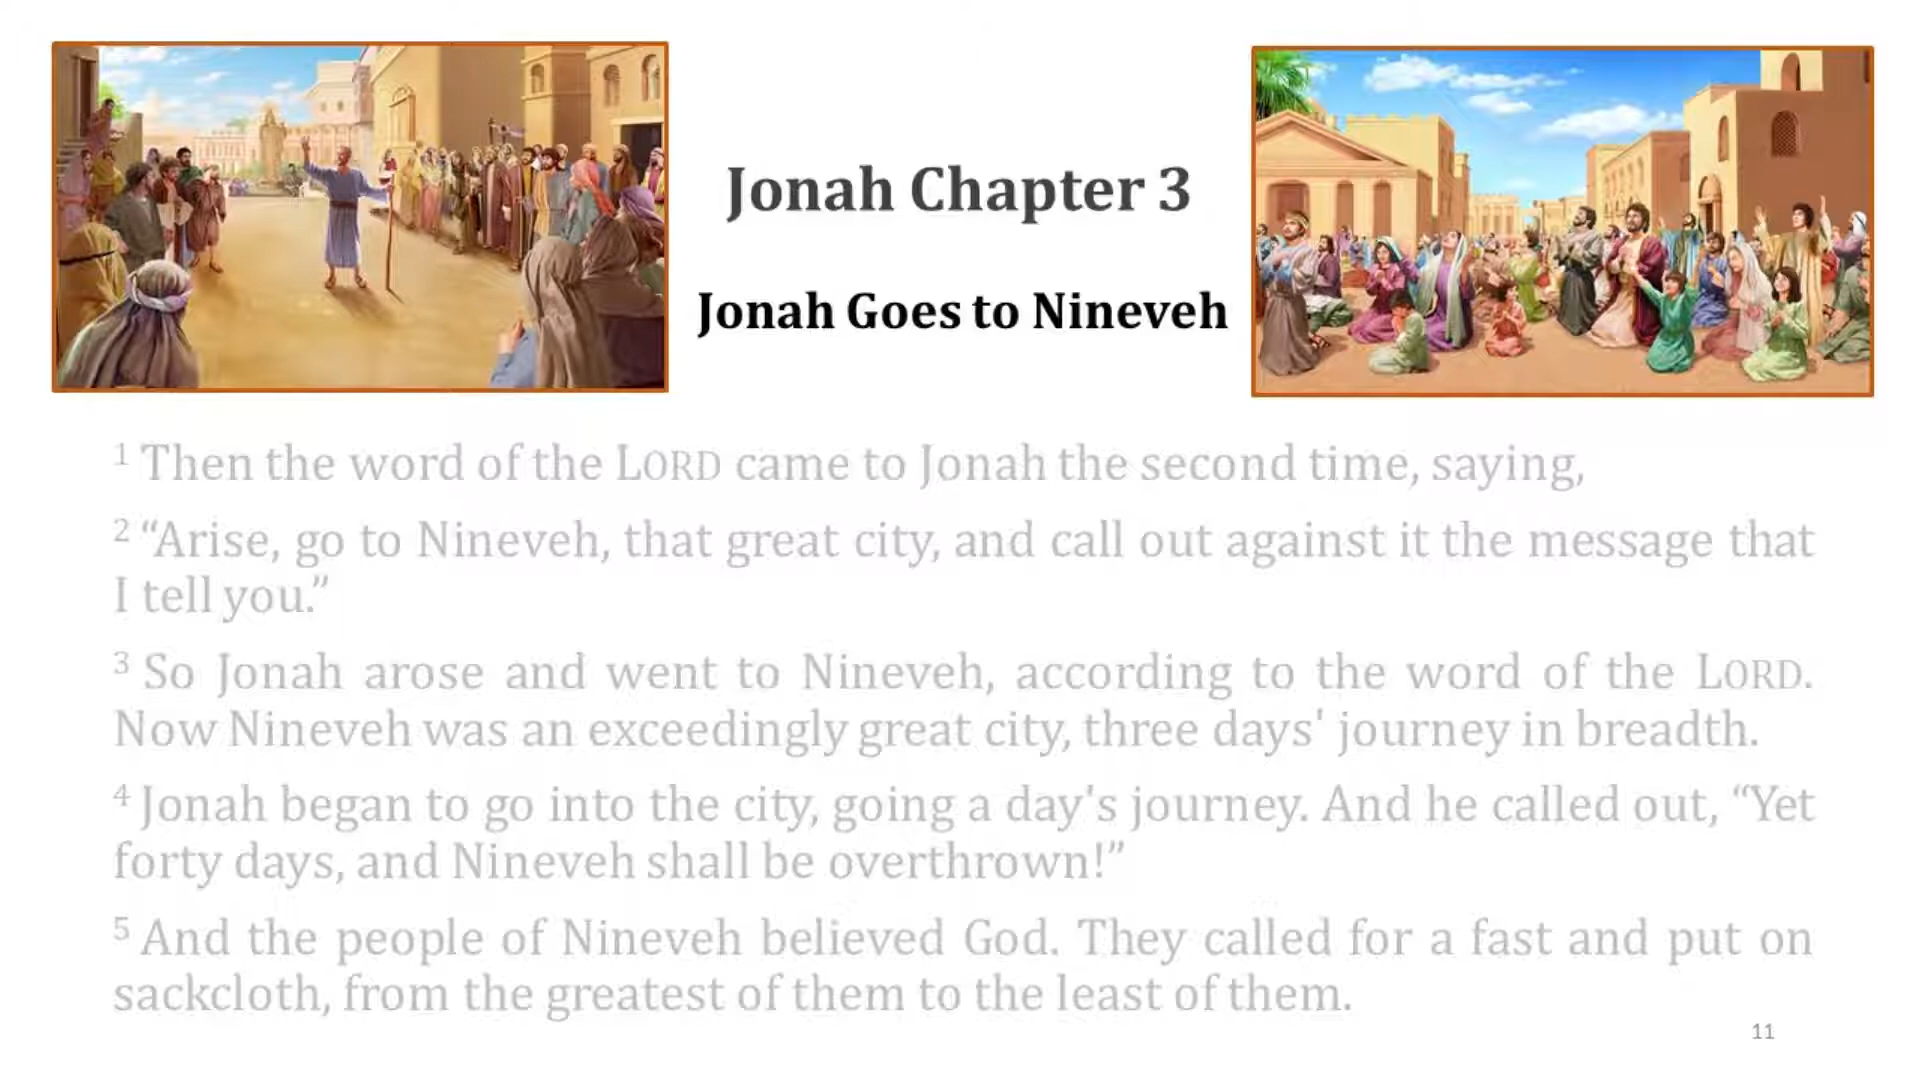 Jonah Chapter 3
Jonah Goes to Nineveh
1 Then the word of the LORD came to Jonah the second time, saying,
2 “Arise, go to Nineveh, that great city, and call out against it the message that
I tell you.”
3 So Jonah arose and went to Nineveh, according to the word of the LORD.
Now Nineveh was an exceedingly great city, three days' journey in breadth.
4 Jonah began to go into the city, going a day's journey. And he called out, “Yet
forty days, and Nineveh shall be overthrown!”
5 And the people of Nineveh believed God. They called for a fast and put on
sackcloth, from the greatest of them to the least of them.
11